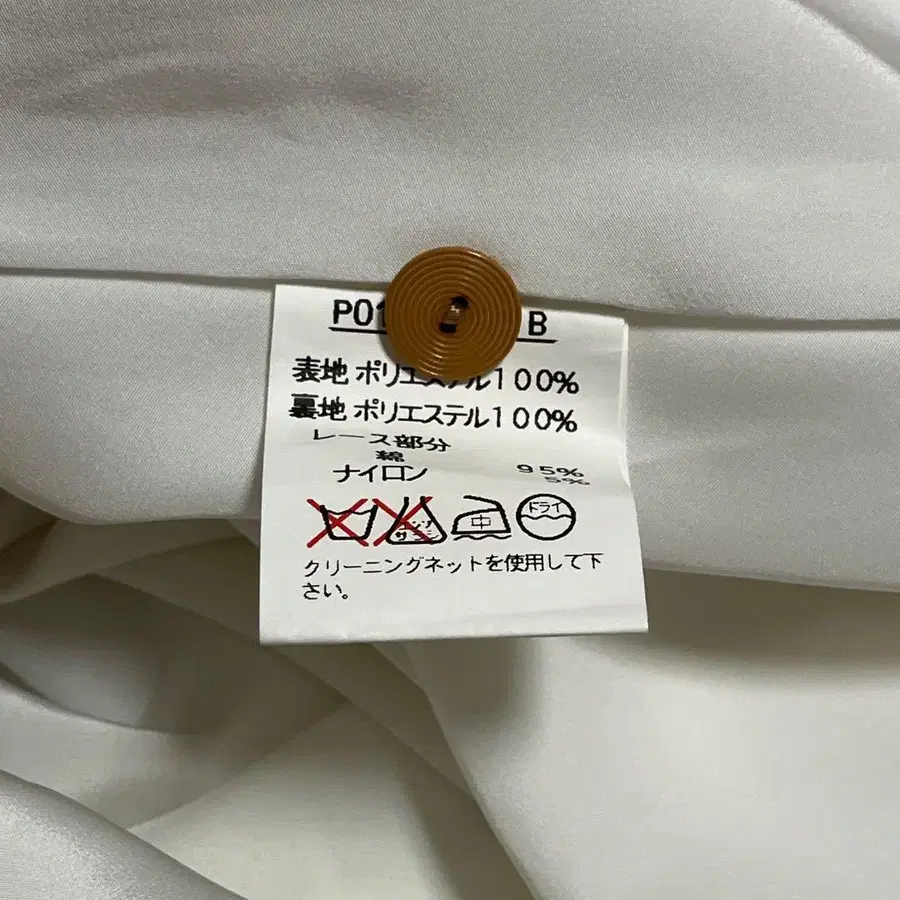 表地 ポリエステル100%
裏地 ポリエステル100%
レース部分
綿 95%
ナイロン 5%
中 ドライ
クリーニングネットを使用して下
さい。